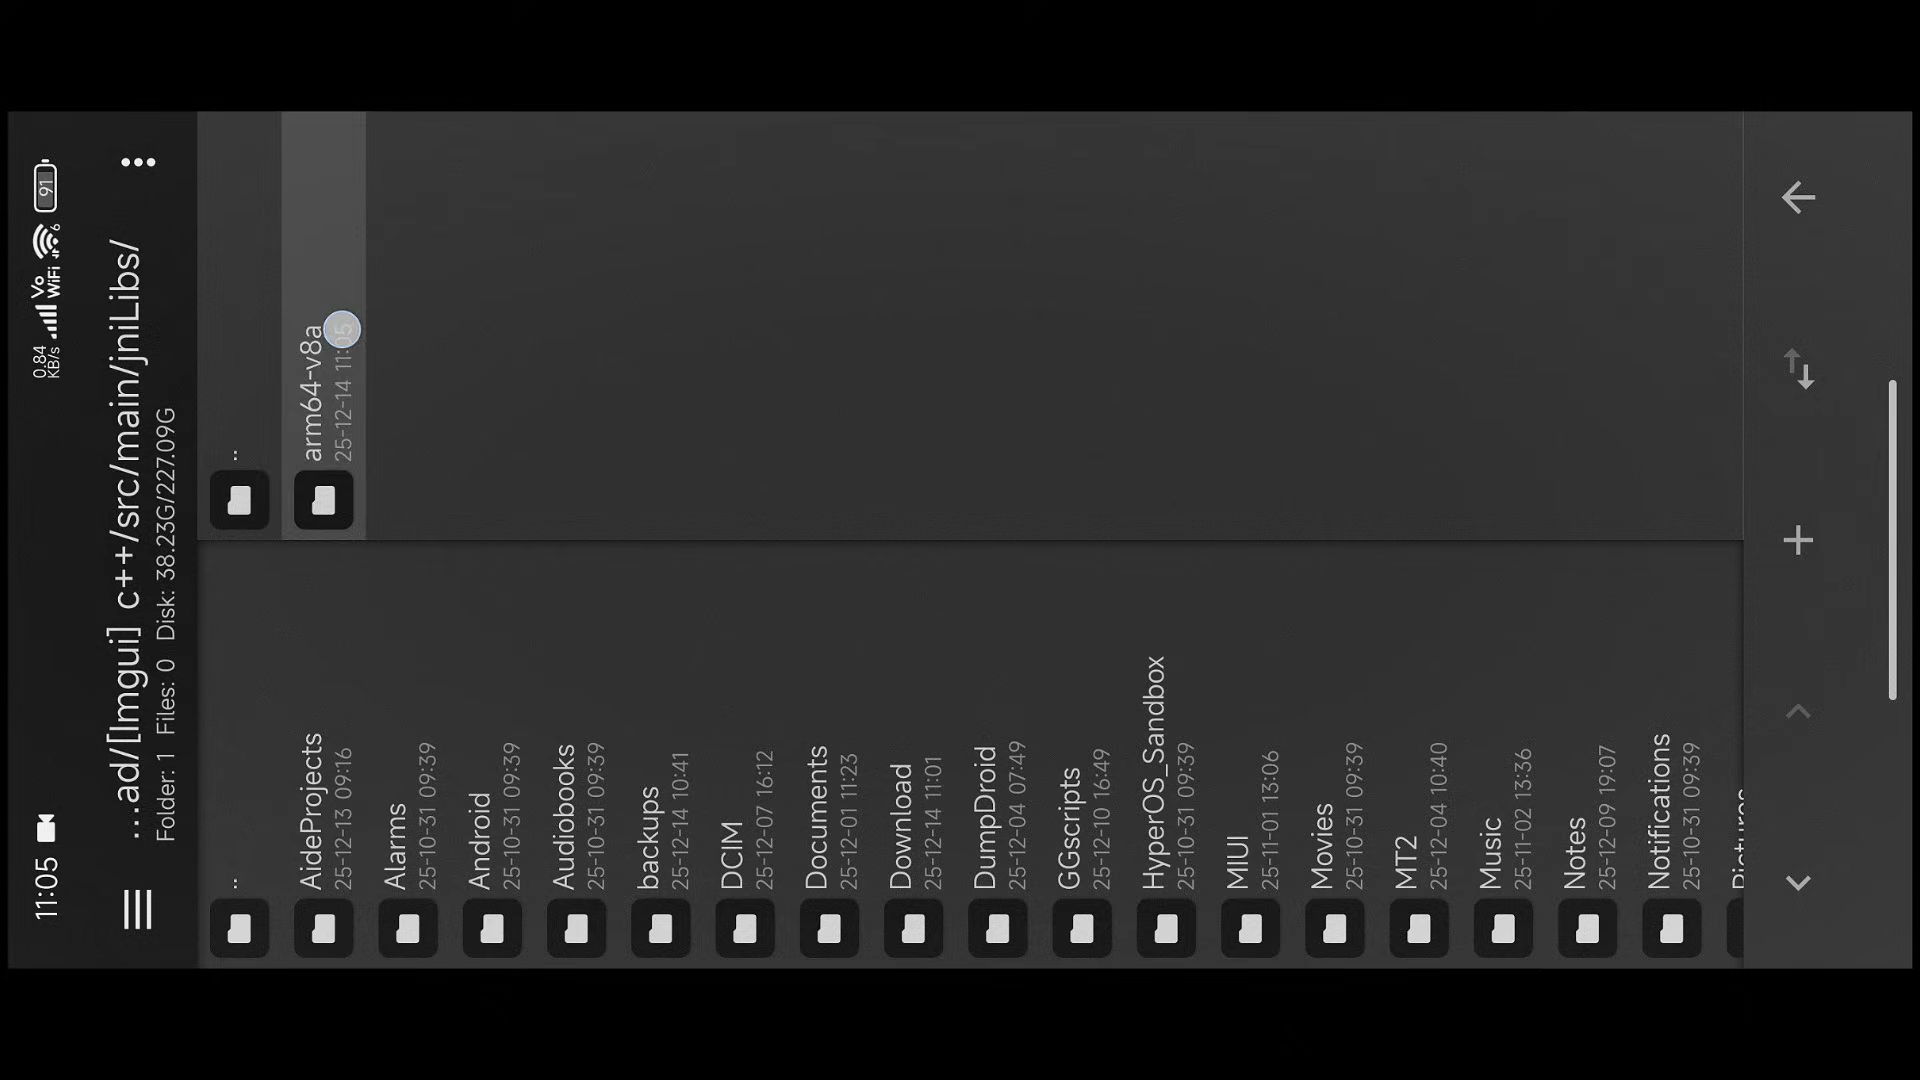 11:05
0.84
KB/s
Vo
WiFi
6
91
...ad/[Imgui] c++/src/main/jniLibs/
Folder: 1 Files: 0 Disk: 38.23G/227.09G
..
AideProjects
25-12-13 09:16
Alarms
25-10-31 09:39
Android
25-10-31 09:39
Audiobooks
25-10-31 09:39
backups
25-12-14 10:41
DCIM
25-12-07 16:12
Documents
25-12-01 11:23
Download
25-12-14 11:01
DumpDroid
25-12-04 07:49
GGscripts
25-12-10 16:49
HyperOS_Sandbox
25-10-31 09:39
MIUI
25-11-01 13:06
Movies
25-10-31 09:39
MT2
25-12-04 10:40
Music
25-11-02 13:36
Notes
25-12-09 19:07
Notifications
25-10-31 09:39
..
arm64-v8a
25-12-14 11:05